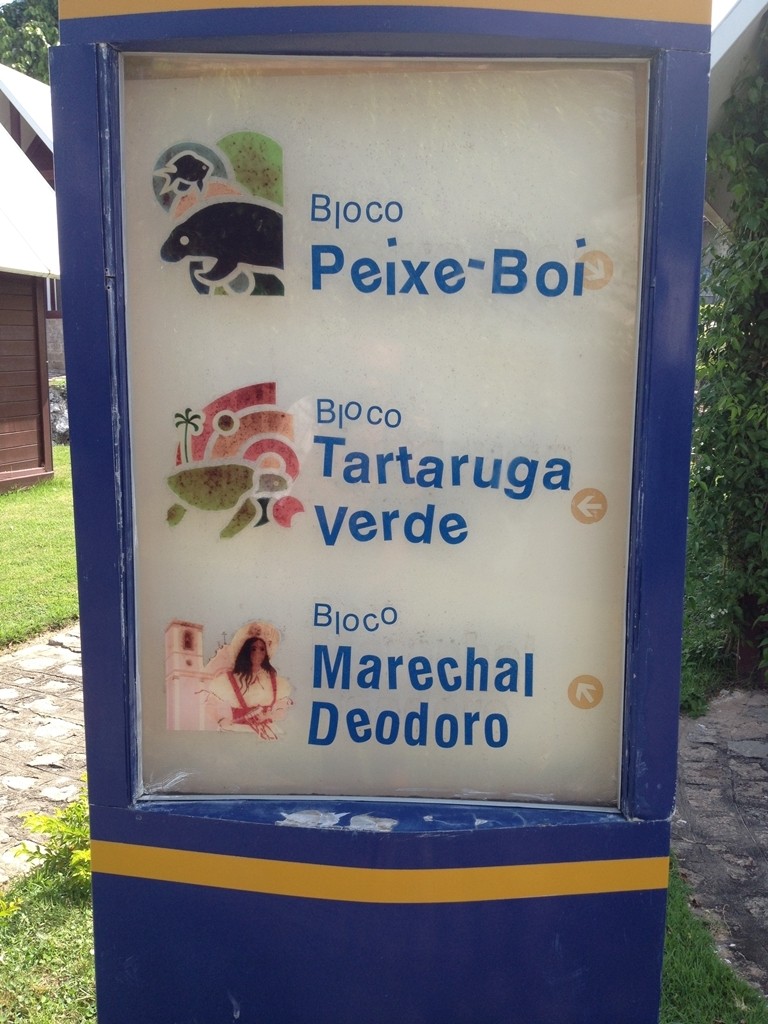 Bloco
Peixe-Boi
Bloco
Tartaruga
Verde
Bloco
Marechal
Deodoro